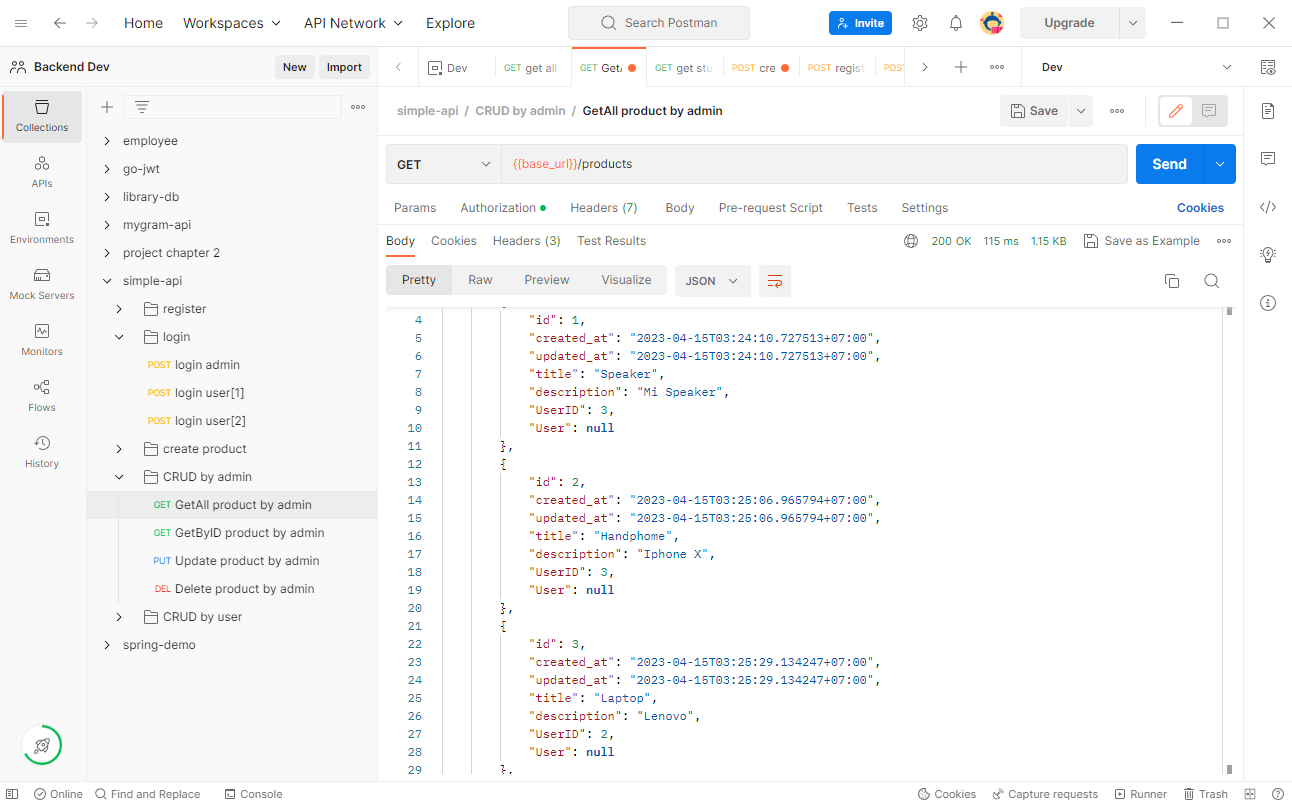 Home Workspaces API Network Explore Search Postman Invite Upgrade
Backend Dev New Import Dev GET get all GET GetA GET get stu POST cre POST regist POST Dev
simple-api / CRUD by admin / GetAll product by admin Save
GET {{base_url}}/products Send
Params Authorization Headers (7) Body Pre-request Script Tests Settings Cookies
Body Cookies Headers (3) Test Results 200 OK 115 ms 1.15 KB Save as Example
Pretty Raw Preview Visualize JSON
Collections
APIs
Environments
Mock Servers
Monitors
Flows
History
employee
go-jwt
library-db
mygram-api
project chapter 2
simple-api
register
login
POST login admin
POST login user[1]
POST login user[2]
create product
CRUD by admin
GET GetAll product by admin
GET GetByID product by admin
PUT Update product by admin
DEL Delete product by admin
CRUD by user
spring-demo
4 "id": 1,
5 "created_at": "2023-04-15T03:24:10.727513+07:00",
6 "updated_at": "2023-04-15T03:24:10.727513+07:00",
7 "title": "Speaker",
8 "description": "Mi Speaker",
9 "UserID": 3,
10 "User": null
11 },
12 {
13 "id": 2,
14 "created_at": "2023-04-15T03:25:06.965794+07:00",
15 "updated_at": "2023-04-15T03:25:06.965794+07:00",
16 "title": "Handphome",
17 "description": "Iphone X",
18 "UserID": 3,
19 "User": null
20 },
21 {
22 "id": 3,
23 "created_at": "2023-04-15T03:25:29.134247+07:00",
24 "updated_at": "2023-04-15T03:25:29.134247+07:00",
25 "title": "Laptop",
26 "description": "Lenovo",
27 "UserID": 2,
28 "User": null
29 },
Online Find and Replace Console Cookies Capture requests Runner Trash